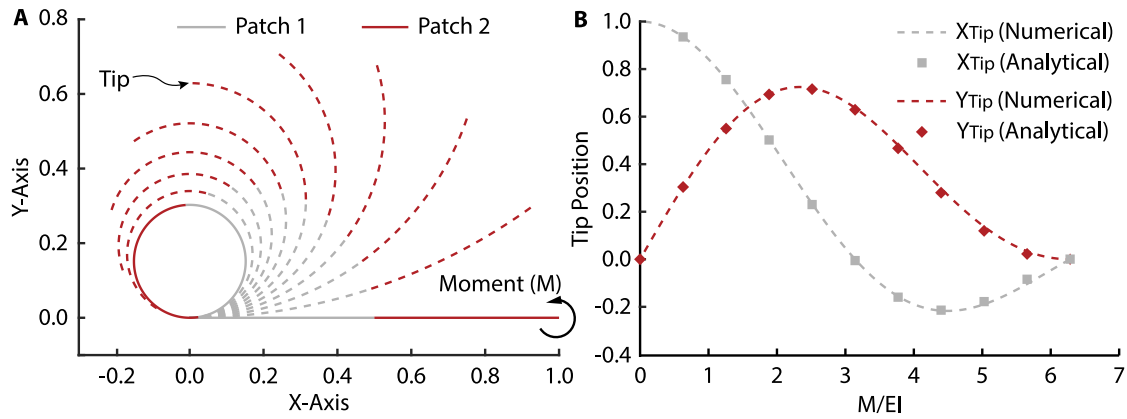 A
Patch 1
Patch 2
Tip
Moment (M)
Y-Axis
0.8
0.6
0.4
0.2
0.0
-0.2
0.0
0.2
0.4
0.6
0.8
1.0
X-Axis
B
XTip (Numerical)
XTip (Analytical)
YTip (Numerical)
YTip (Analytical)
Tip Position
1.0
0.8
0.6
0.4
0.2
0.0
-0.2
-0.4
0
1
2
3
4
5
6
7
M/EI